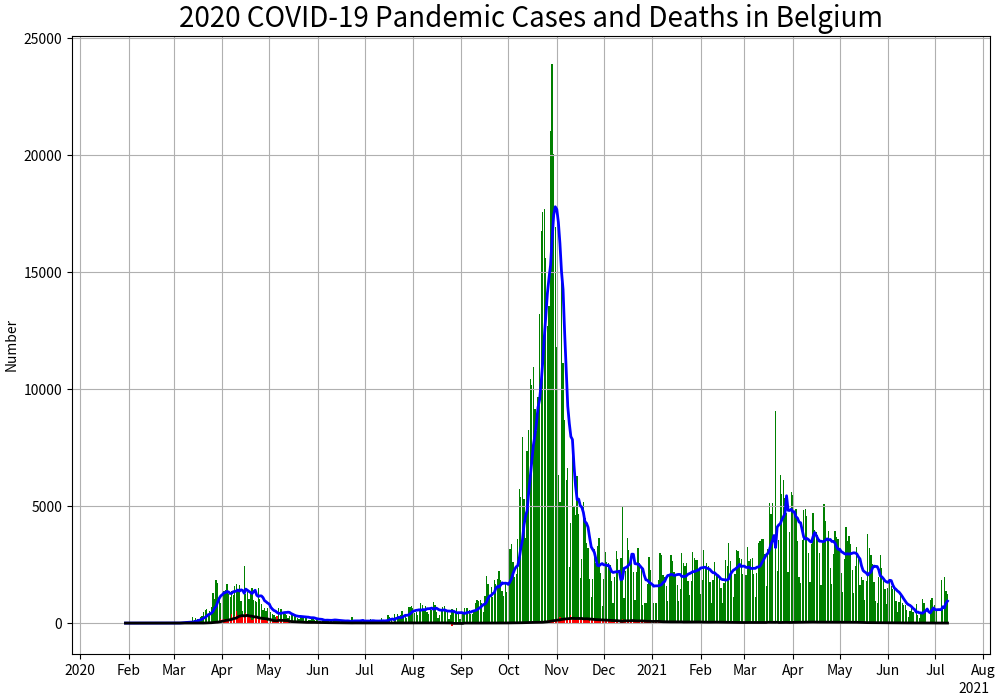 2020 COVID-19 Pandemic Cases and Deaths in Belgium
25000
20000
15000
10000
5000
0
Number
2020 Feb Mar Apr May Jun Jul Aug Sep Oct Nov Dec 2021 Feb Mar Apr May Jun Jul Aug
2021